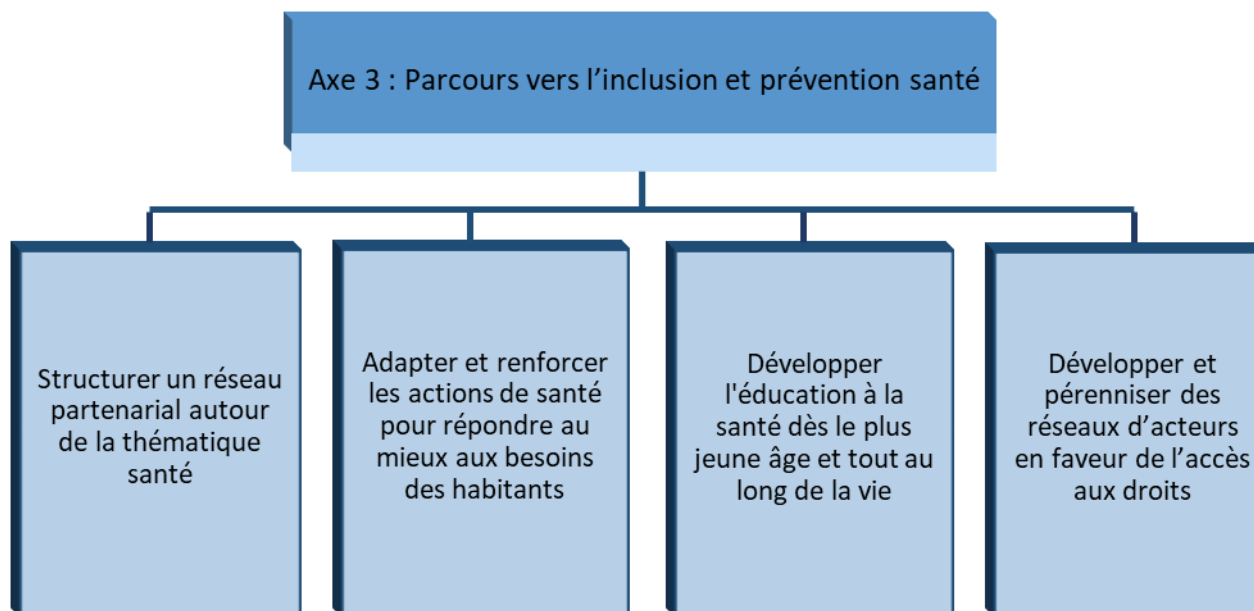 Axe 3 : Parcours vers l’inclusion et prévention santé
Structurer un réseau
partenarial autour
de la thématique
santé
Adapter et renforcer
les actions de santé
pour répondre au
mieux aux besoins
des habitants
Développer
l'éducation à la
santé dès le plus
jeune âge et tout au
long de la vie
Développer et
pérenniser des
réseaux d’acteurs
en faveur de l’accès
aux droits